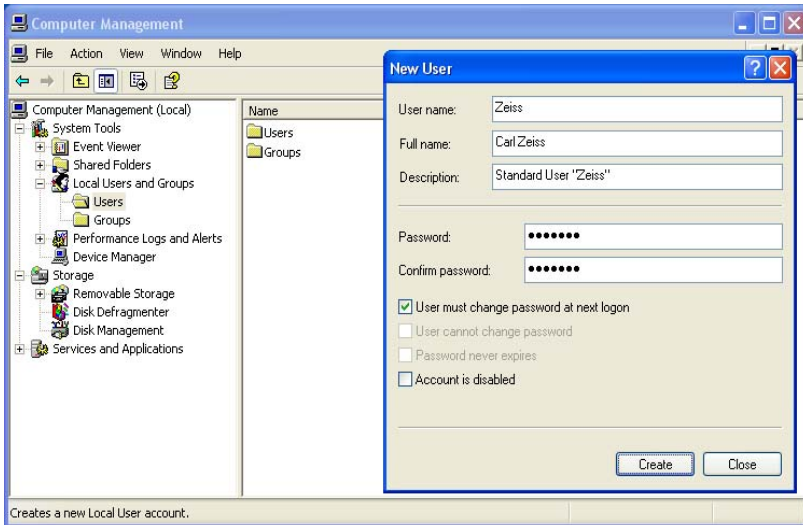 Computer Management
File Action View Window Help
Computer Management (Local)
System Tools
Event Viewer
Shared Folders
Local Users and Groups
Users
Groups
Performance Logs and Alerts
Device Manager
Storage
Removable Storage
Disk Defragmenter
Disk Management
Services and Applications
Name
Users
Groups
New User
User name: Zeiss
Full name: Carl Zeiss
Description: Standard User "Zeiss"
Password: •••••••
Confirm password: •••••••
User must change password at next logon
User cannot change password
Password never expires
Account is disabled
Create Close
Creates a new Local User account.